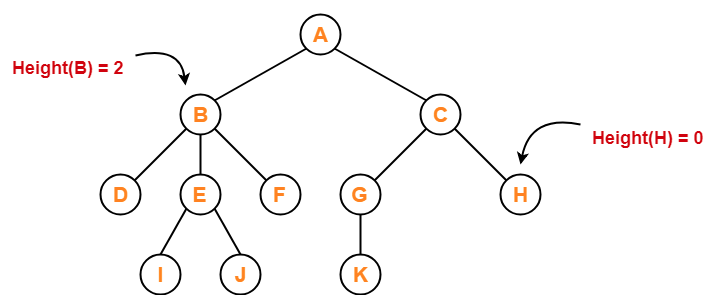 A
Height(B) = 2
B
C
Height(H) = 0
D
E
F
G
H
I
J
K